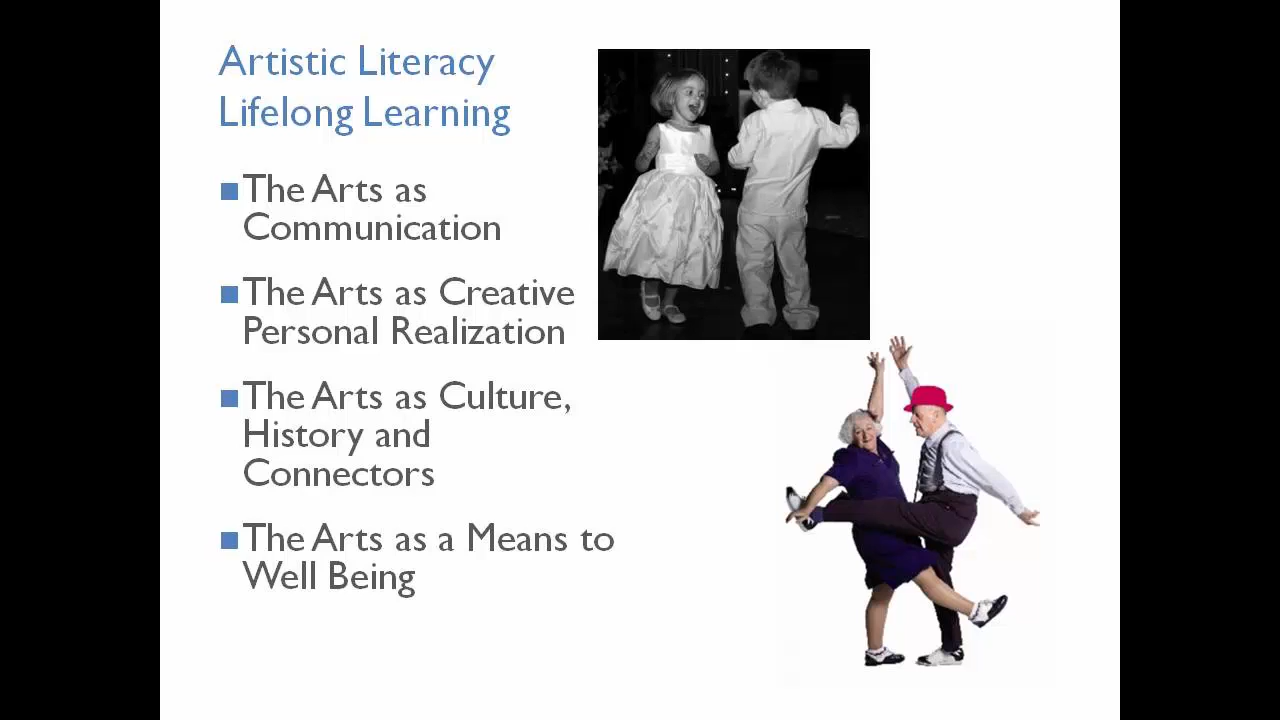 Artistic Literacy
Lifelong Learning
The Arts as
Communication
The Arts as Creative
Personal Realization
The Arts as Culture,
History and
Connectors
The Arts as a Means to
Well Being